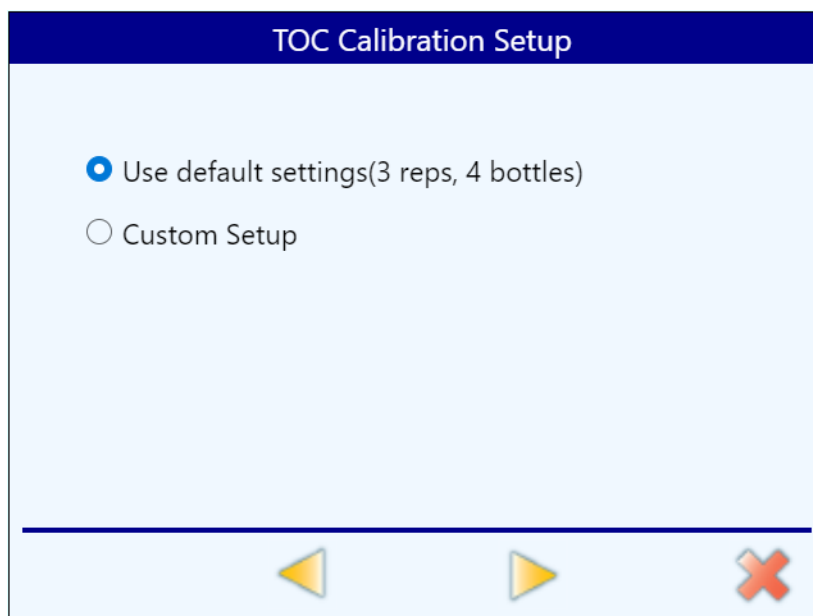 TOC Calibration Setup
Use default settings(3 reps, 4 bottles)
Custom Setup